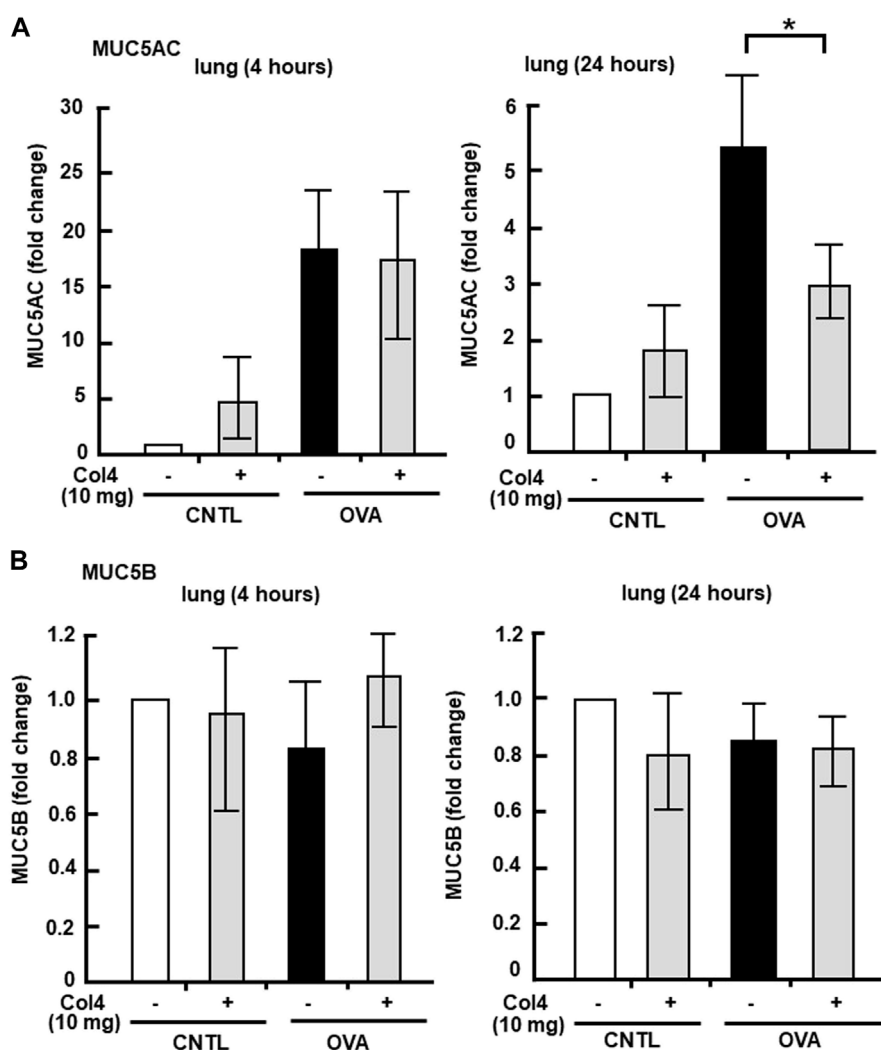 A
MUC5AC
lung (4 hours)
MUC5AC (fold change)
30
25
20
15
10
5
0
Col4 - + - +
(10 mg)
CNTL OVA
lung (24 hours)
*
MUC5AC (fold change)
6
5
4
3
2
1
0
Col4 - + - +
(10 mg)
CNTL OVA
B
MUC5B
lung (4 hours)
MUC5B (fold change)
1.2
1.0
0.8
0.6
0.4
0.2
0
Col4 - + - +
(10 mg)
CNTL OVA
lung (24 hours)
MUC5B (fold change)
1.2
1.0
0.8
0.6
0.4
0.2
0
Col4 - + - +
(10 mg)
CNTL OVA